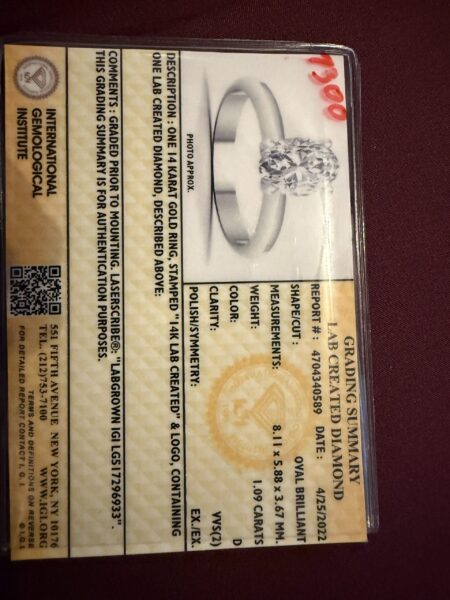 1300
GRADING SUMMARY
LAB CREATED DIAMOND
REPORT # : 4704340589 DATE : 4/25/2022
SHAPE/CUT : OVAL BRILLIANT
MEASUREMENTS: 8.11 x 5.88 x 3.67 MM.
WEIGHT: 1.09 CARATS
COLOR: D
CLARITY: VVS(2)
POLISH/SYMMETRY: EX./EX.
PHOTO APPROX.
DESCRIPTION : ONE 14 KARAT GOLD RING, STAMPED "14K LAB CREATED" & LOGO, CONTAINING
ONE LAB CREATED DIAMOND, DESCRIBED ABOVE:
COMMENTS : GRADED PRIOR TO MOUNTING. LASERSCRIBE®: "LABGROWN IGI LG517296933" .
THIS GRADING SUMMARY IS FOR AUTHENTICATION PURPOSES.
INTERNATIONAL
GEMOLOGICAL
INSTITUTE
551 FIFTH AVENUE NEW YORK, NY 10176
TEL. (212)753-7100 WWW.IGI.ORG
TERMS AND DEFINITIONS ON REVERSE
FOR DETAILED REPORT CONTACT I. G. I. © I.G.I.